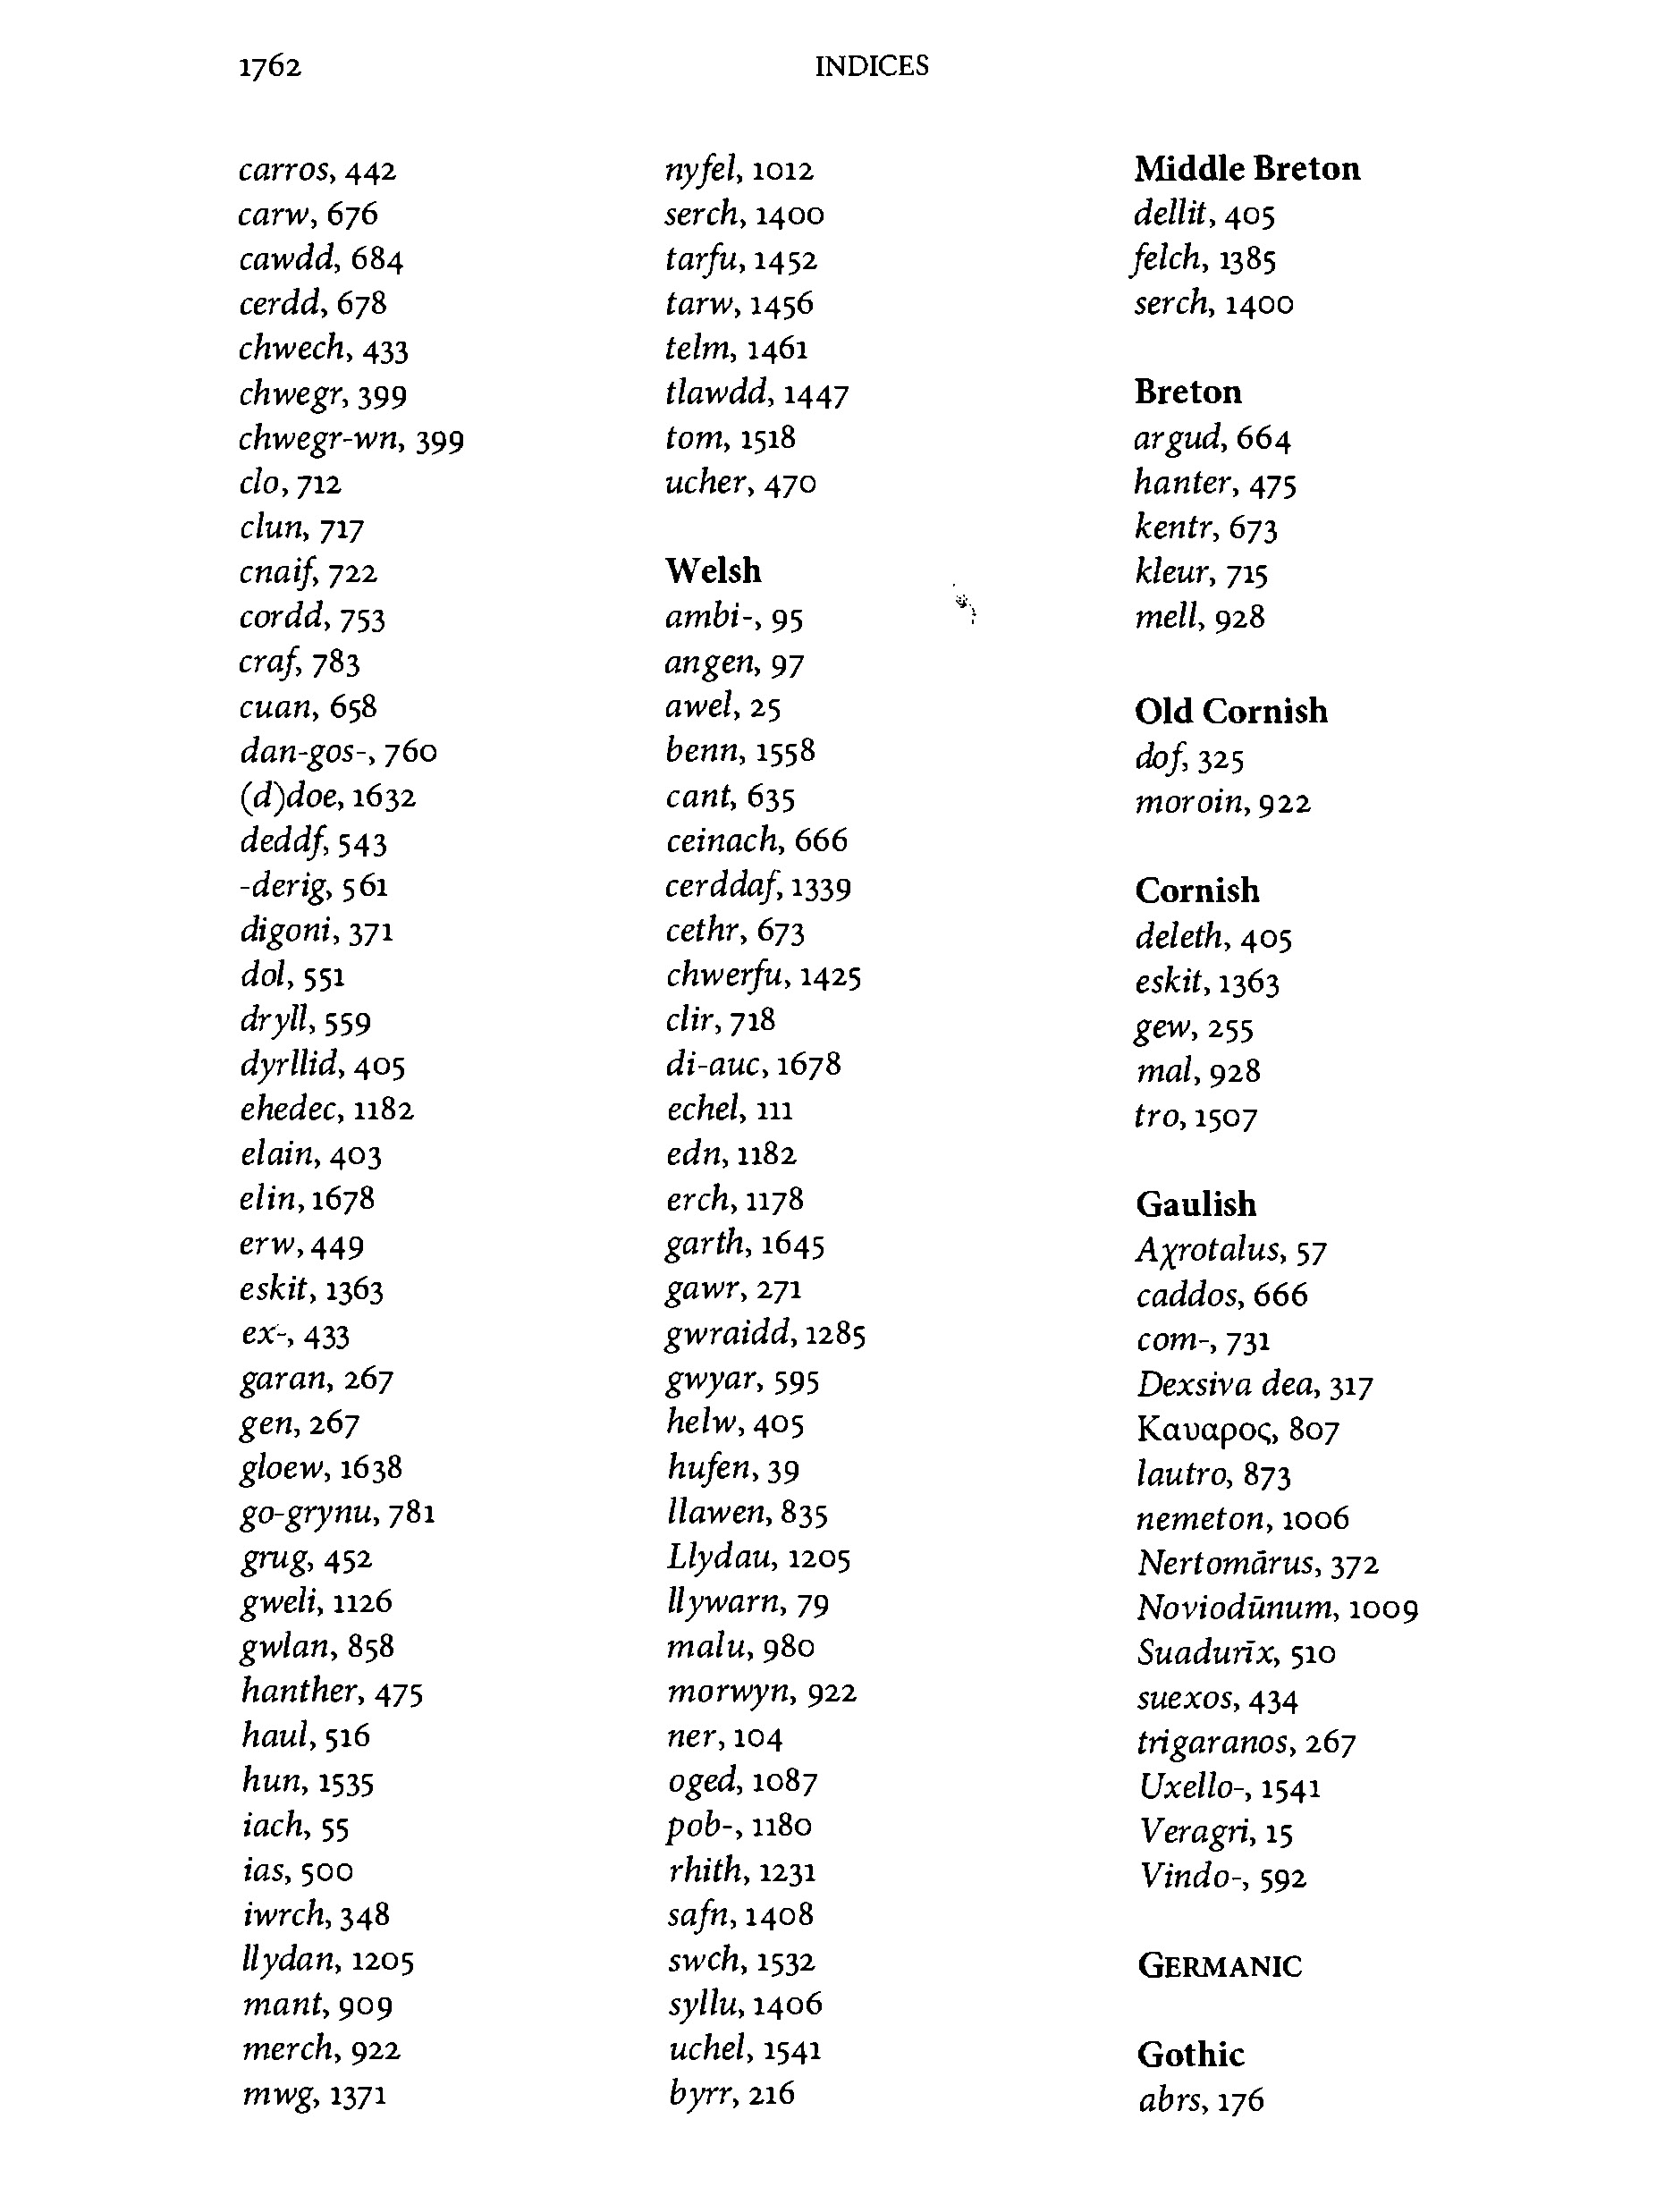 1762
INDICES
carros, 442
carw, 676
cawdd, 684
cerdd, 678
chwech, 433
chwegr, 399
chwegr-wn, 399
clo, 712
clun, 717
cnaif, 722
cordd, 753
craf, 783
cuan, 658
dan-gos-, 760
(d)doe, 1632
deddf, 543
-derig, 561
digoni, 371
dol, 551
dryll, 559
dyrllid, 405
ehedec, 1182
elain, 403
elin, 1678
erw, 449
eskit, 1363
ex-, 433
garan, 267
gen, 267
gloew, 1638
go-grynu, 781
grug, 452
gweli, 1126
gwlan, 858
hanther, 475
haul, 516
hun, 1535
iach, 55
ias, 500
iwrch, 348
llydan, 1205
mant, 909
merch, 922
mwg, 1371
nyfel, 1012
serch, 1400
tarfu, 1452
tarw, 1456
telm, 1461
tlawdd, 1447
tom, 1518
ucher, 470
Welsh
ambi-, 95
angen, 97
awel, 25
benn, 1558
cant, 635
ceinach, 666
cerddaf, 1339
cethr, 673
chwerfu, 1425
clir, 718
di-auc, 1678
echel, 111
edn, 1182
erch, 1178
garth, 1645
gawr, 271
gwraidd, 1285
gwyar, 595
helw, 405
hufen, 39
llawen, 835
Llydau, 1205
llywarn, 79
malu, 980
morwyn, 922
ner, 104
oged, 1087
pob-, 1180
rhith, 1231
safn, 1408
swch, 1532
syllu, 1406
uchel, 1541
byrr, 216
Middle Breton
dellit, 405
felch, 1385
serch, 1400
Breton
argud, 664
hanter, 475
kentr, 673
kleur, 715
mell, 928
Old Cornish
dof, 325
moroin, 922
Cornish
deleth, 405
eskit, 1363
gew, 255
mal, 928
tro, 1507
Gaulish
Aχrotalus, 57
caddos, 666
com-, 731
Dexsiva dea, 317
Καυαρος, 807
lautro, 873
nemeton, 1006
Nertomārus, 372
Noviodūnum, 1009
Suadurīx, 510
suexos, 434
trigaranos, 267
Uxello-, 1541
Veragri, 15
Vindo-, 592
GERMANIC
Gothic
abrs, 176